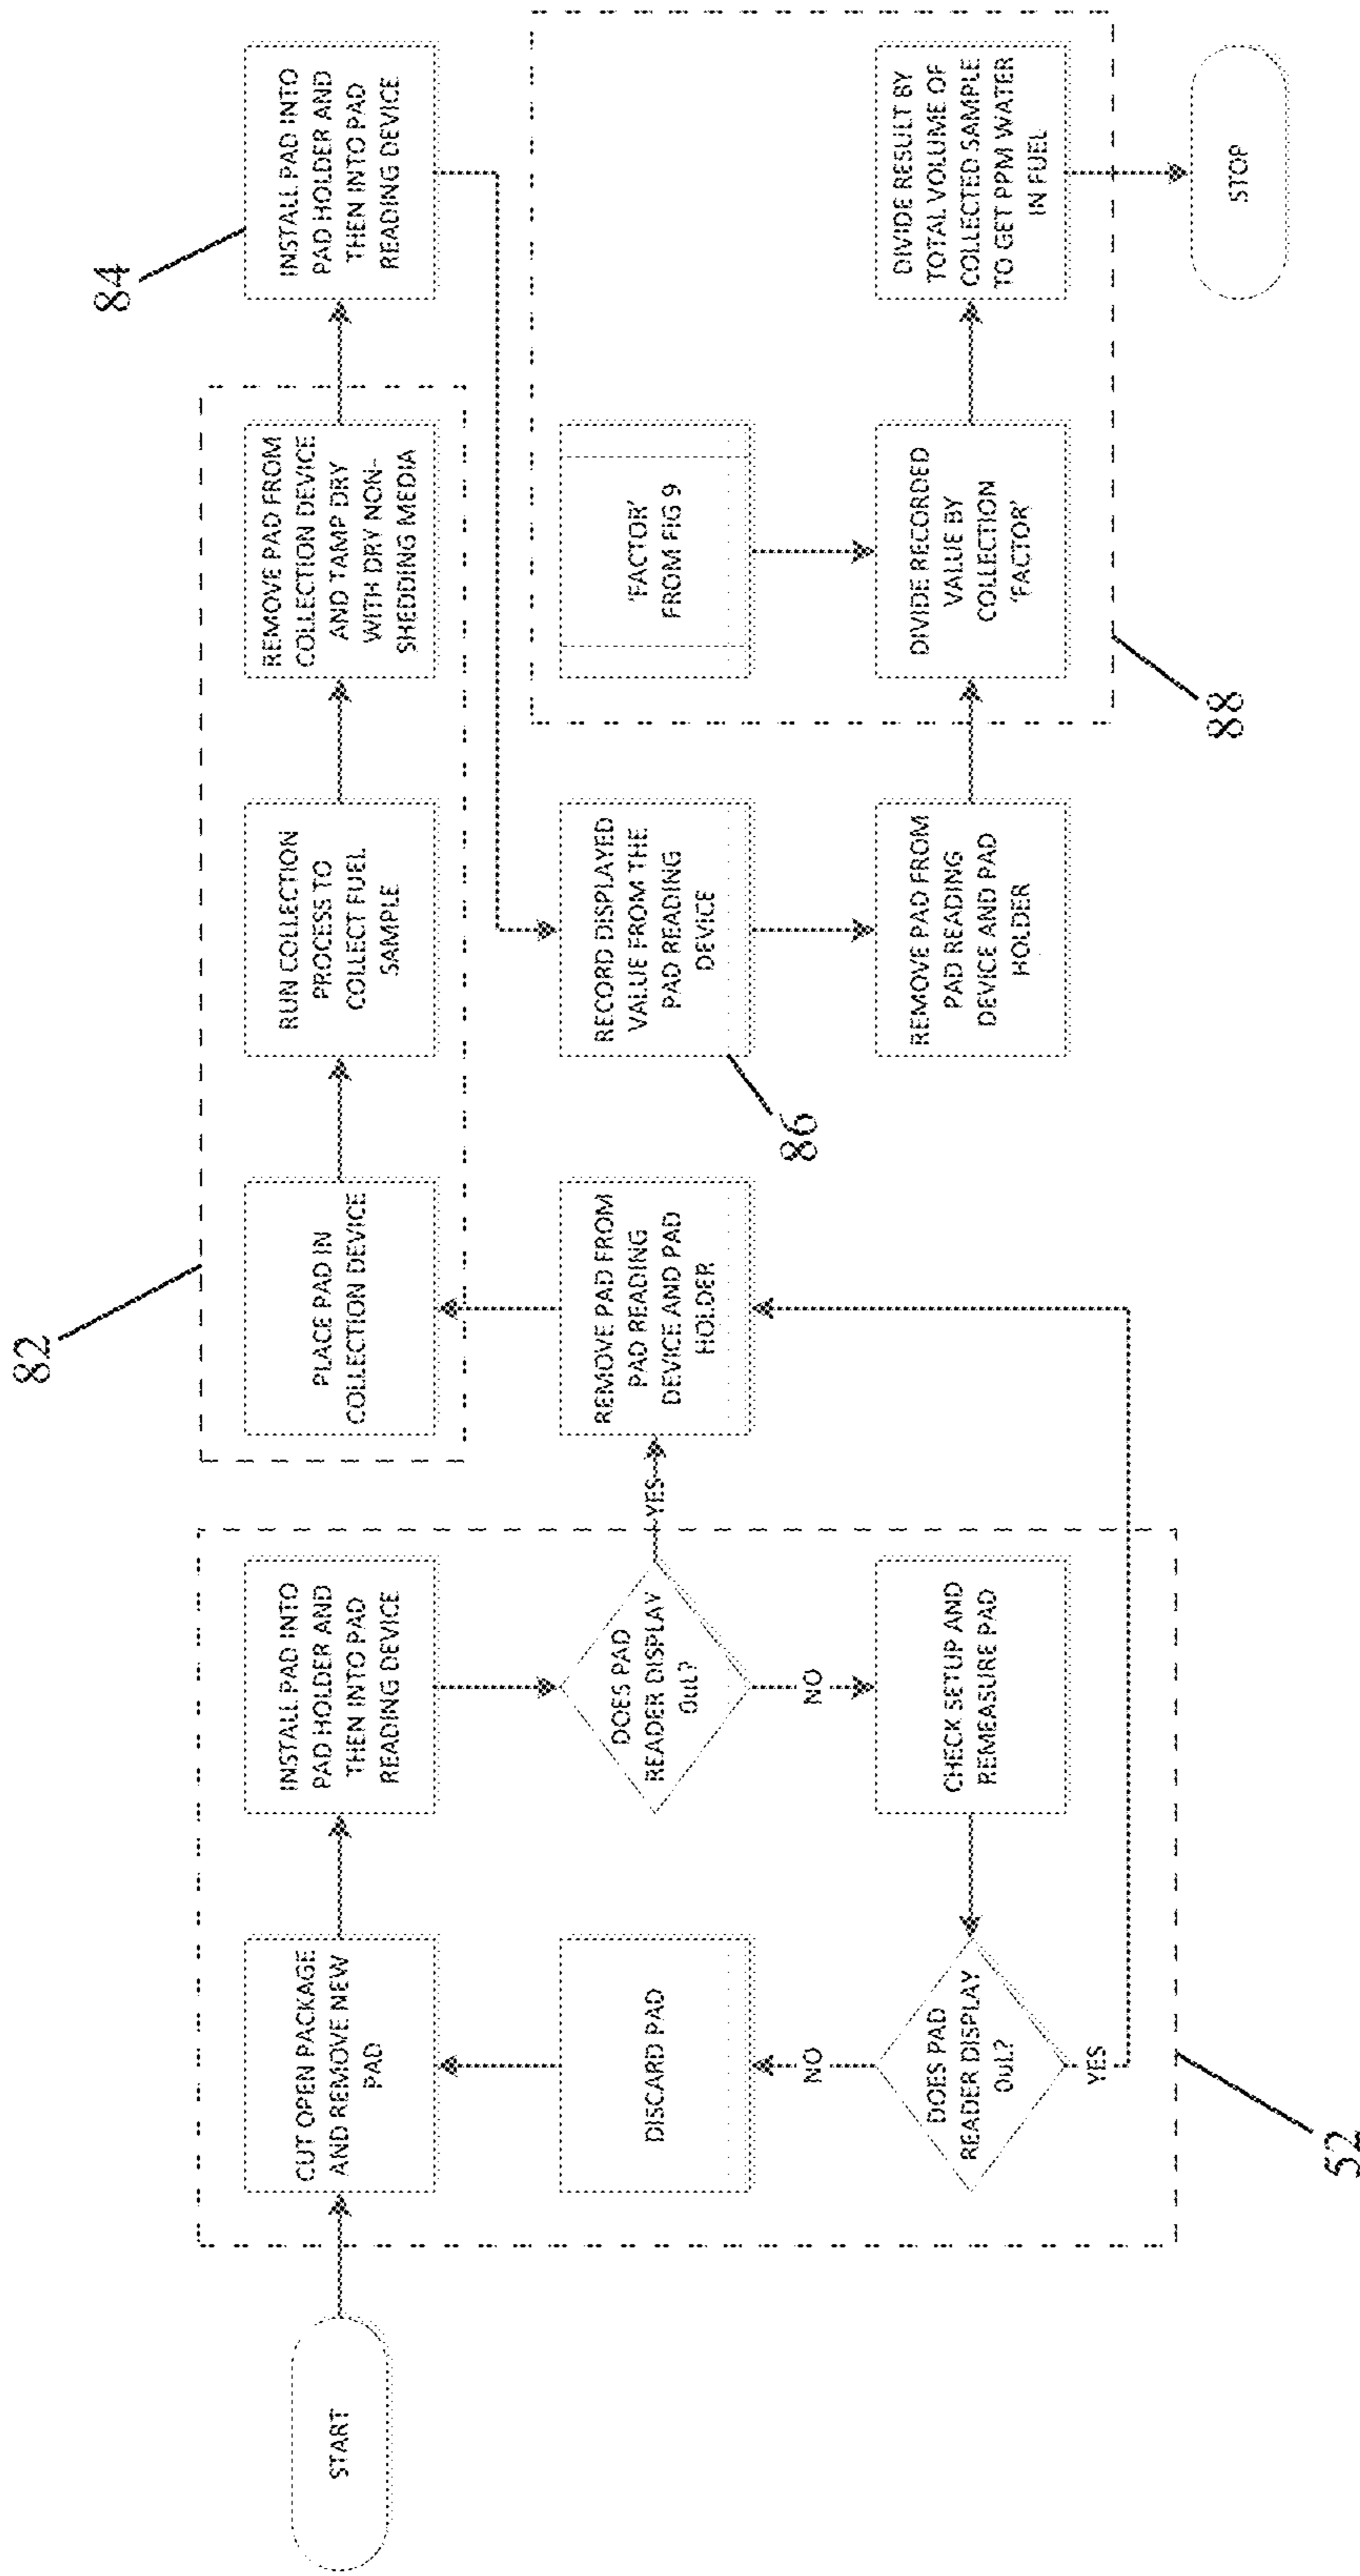 START
CUT OPEN PACKAGE
AND REMOVE NEW
PAD
INSTALL PAD INTO
PAD HOLDER AND
THEN INTO PAD
READING DEVICE
DOES PAD
READER DISPLAY
0uL?
YES
NO
CHECK SETUP AND
REMEASURE PAD
DOES PAD
READER DISPLAY
0uL?
NO
YES
DISCARD PAD
52
REMOVE PAD FROM
PAD READING
DEVICE AND PAD
HOLDER
82
PLACE PAD IN
COLLECTION DEVICE
RUN COLLECTION
PROCESS TO
COLLECT FUEL
SAMPLE
REMOVE PAD FROM
COLLECTION DEVICE
AND TAMP DRY
WITH DRY NON-
SHEDDING MEDIA
84
INSTALL PAD INTO
PAD HOLDER AND
THEN INTO PAD
READING DEVICE
RECORD DISPLAYED
VALUE FROM THE
PAD READING
DEVICE
86
REMOVE PAD FROM
PAD READING
DEVICE AND PAD
HOLDER
'FACTOR'
FROM FIG 9
DIVIDE RECORDED
VALUE BY
COLLECTION
'FACTOR'
88
DIVIDE RESULT BY
TOTAL VOLUME OF
COLLECTED SAMPLE
TO GET PPM WATER
IN FUEL
STOP